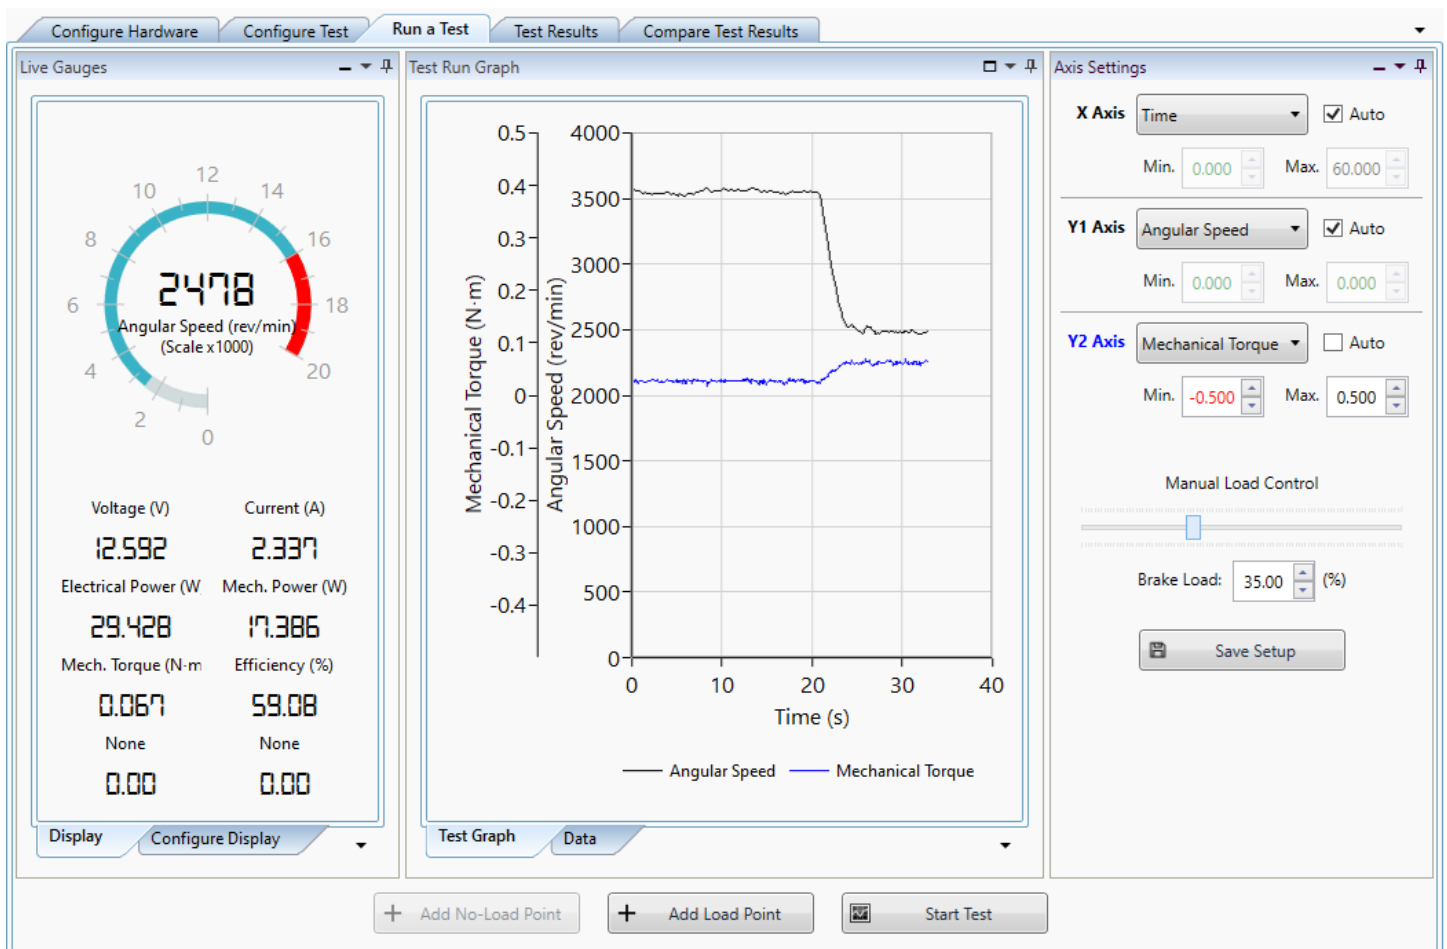 Configure Hardware
Configure Test
Run a Test
Test Results
Compare Test Results
Live Gauges
12
10
14
8
16
6
18
4
20
2
0
2478
Angular Speed (rev/min)
(Scale x1000)
Voltage (V)
Current (A)
12.592
2.337
Electrical Power (W
Mech. Power (W)
29.428
17.386
Mech. Torque (N·m
Efficiency (%)
0.067
59.08
None
None
0.00
0.00
Display
Configure Display
Test Run Graph
Mechanical Torque (N·m)
0.5
0.4
0.3
0.2
0.1
0
-0.1
-0.2
-0.3
-0.4
Angular Speed (rev/min)
4000
3500
3000
2500
2000
1500
1000
500
0
0
10
20
30
40
Time (s)
Angular Speed
Mechanical Torque
Test Graph
Data
Axis Settings
X Axis
Time
Auto
Min.
0.000
Max.
60.000
Y1 Axis
Angular Speed
Auto
Min.
0.000
Max.
0.000
Y2 Axis
Mechanical Torque
Auto
Min.
-0.500
Max.
0.500
Manual Load Control
Brake Load:
35.00
(%)
Save Setup
Add No-Load Point
Add Load Point
Start Test